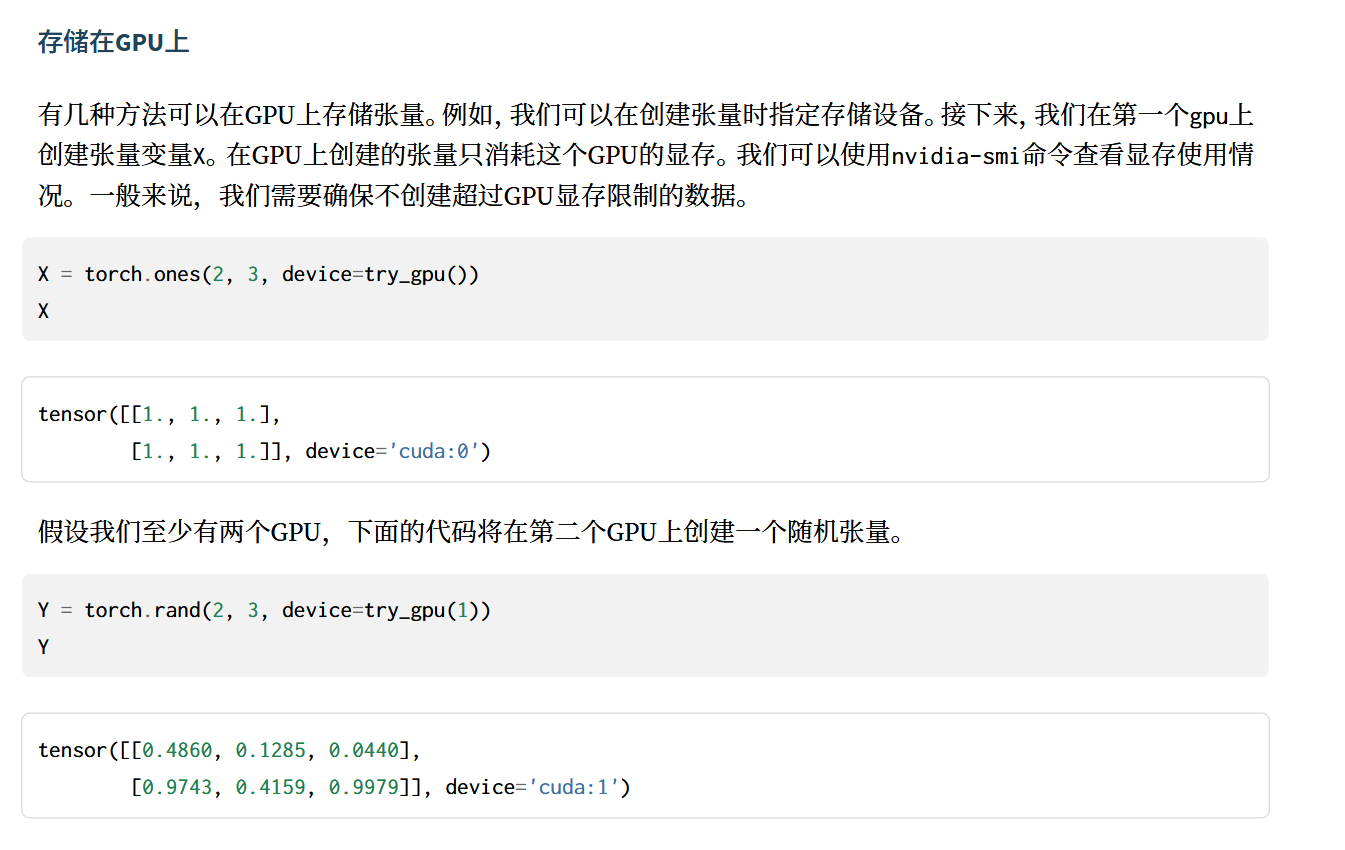 存储在GPU上
有几种方法可以在GPU上存储张量。例如, 我们可以在创建张量时指定存储设备。接下来, 我们在第一个gpu上
创建张量变量X。在GPU上创建的张量只消耗这个GPU的显存。我们可以使用nvidia-smi命令查看显存使用情
况。一般来说，我们需要确保不创建超过GPU显存限制的数据。
X = torch.ones(2, 3, device=try_gpu())
X
tensor([[1., 1., 1.],
        [1., 1., 1.]], device='cuda:0')
假设我们至少有两个GPU，下面的代码将在第二个GPU上创建一个随机张量。
Y = torch.rand(2, 3, device=try_gpu(1))
Y
tensor([[0.4860, 0.1285, 0.0440],
        [0.9743, 0.4159, 0.9979]], device='cuda:1')